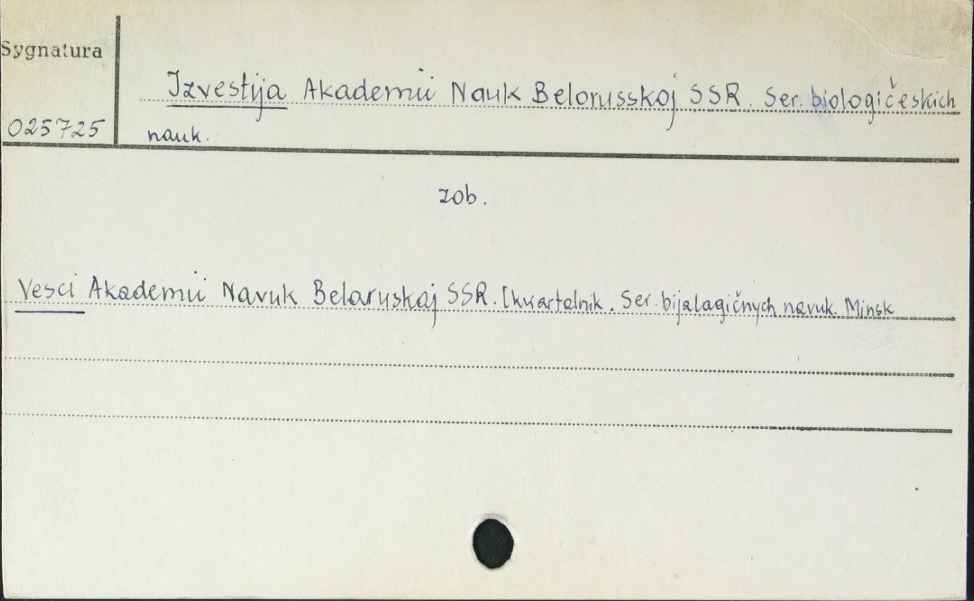 Sygnatura
Izvestija Akademii Nauk Belorusskoj SSR. Ser. biologičeskich
025725 nauk.
zob.
Vesci Akademii Navuk Belaruskaj SSR. [kwartalnik. Ser. bijalagičnych navuk. Minsk